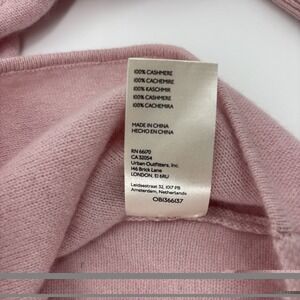 100% CASHMERE
100% CACHEMIRE
100% KASCHMIR
100% CASHMERE
100% CACHEMIRA
MADE IN CHINA
HECHO EN CHINA
RN 66170
CA 32054
Urban Outfitters, Inc.
146 Brick Lane
LONDON, E1 6RU
Leidsestraat 32, 1017 PB
Amsterdam, Netherlands
OBI366137